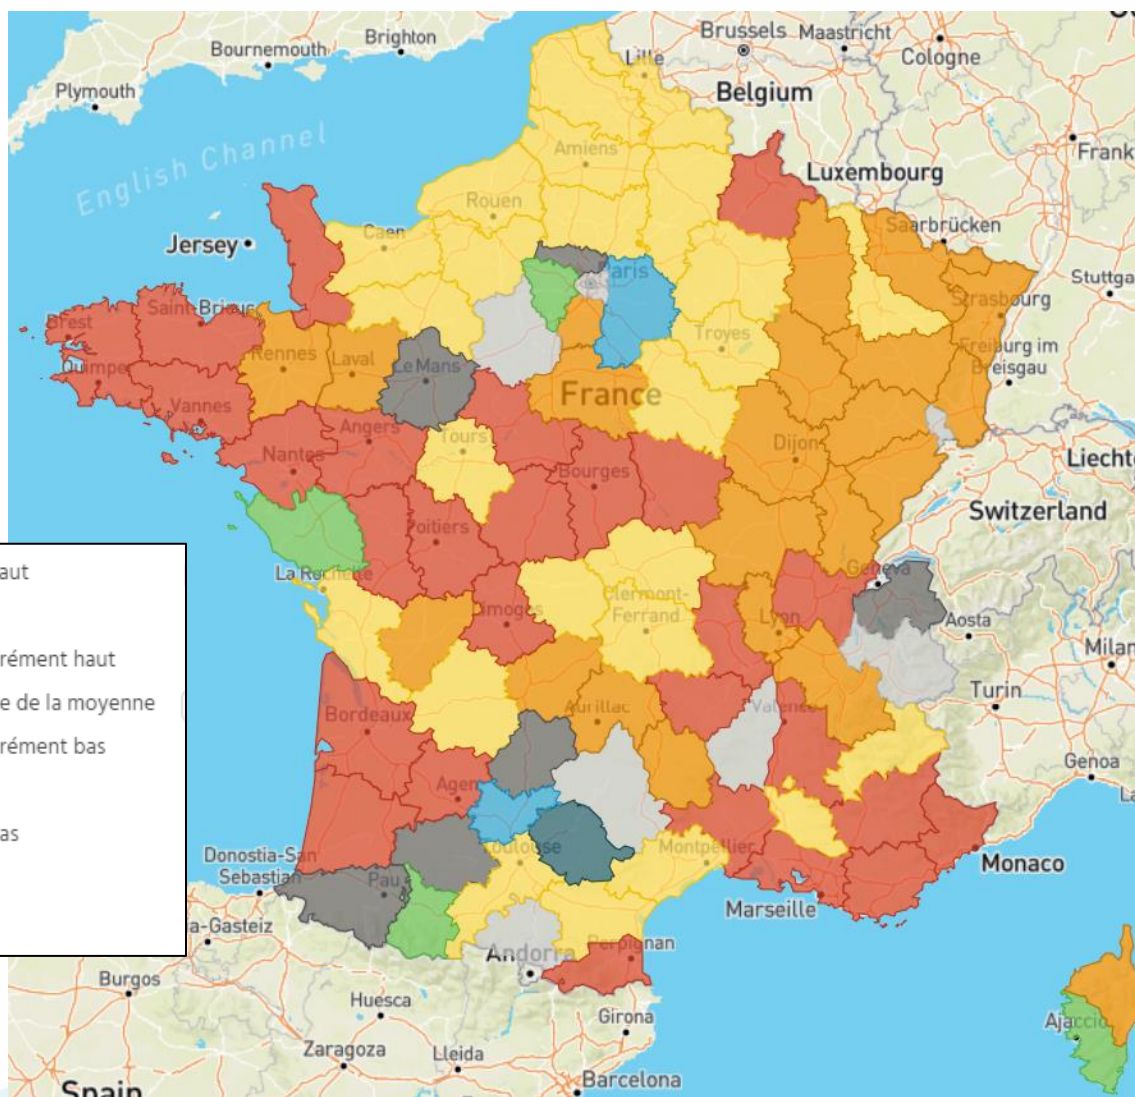 Brussels
Maastricht
Cologne
Brighton
Bournemouth
Lille
Plymouth
Belgium
Frank
English Channel
Amiens
Luxembourg
Rouen
Saarbrücken
Caen
Jersey
Paris
Stuttga
Saint-Brieuc
Strasbourg
Brest
Troyes
Rennes
Laval
Le Mans
Freiburg im
Breisgau
Quimper
France
Vannes
Angers
Tours
Dijon
Nantes
Bourges
Liechte
Poitiers
Switzerland
aut
La Rochelle
Geneva
Limoges
Clermont-
Ferrand
Lyon
Aosta
rément haut
Milan
e de la moyenne
Turin
Bordeaux
Aurillac
Valence
rément bas
Genoa
Agen
La
as
Donostia-San
Sebastian
Toulouse
Montpellier
Monaco
Pau
Marseille
a-Gasteiz
Andorra
Perpignan
Burgos
Huesca
Girona
Ajaccio
Zaragoza
Lleida
Barcelona
Spain